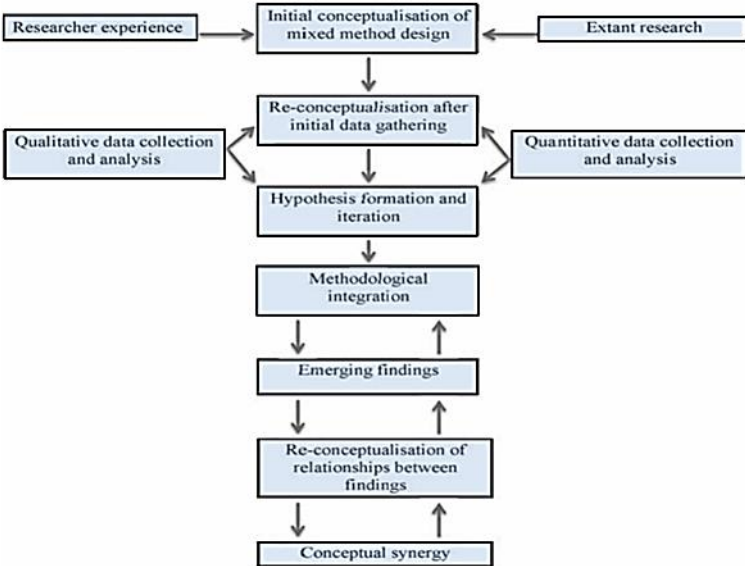 Researcher experience
Initial conceptualisation of
mixed method design
Extant research
Re-conceptualisation after
initial data gathering
Qualitative data collection
and analysis
Quantitative data collection
and analysis
Hypothesis formation and
iteration
Methodological
integration
Emerging findings
Re-conceptualisation of
relationships between
findings
Conceptual synergy